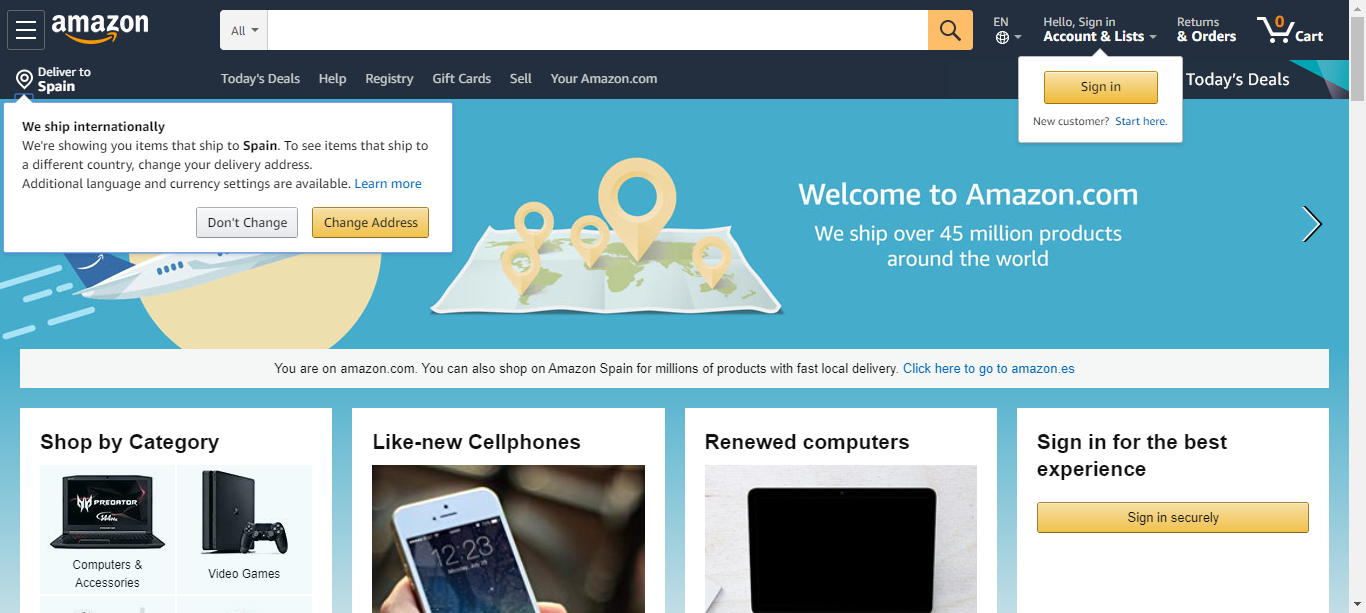 amazon
All
EN
Hello, Sign in
Account & Lists
Returns
& Orders
0
Cart
Deliver to
Spain
Today's Deals
Help
Registry
Gift Cards
Sell
Your Amazon.com
Today's Deals
Sign in
New customer? Start here.
We ship internationally
We're showing you items that ship to Spain. To see items that ship to
a different country, change your delivery address.
Additional language and currency settings are available. Learn more
Don't Change
Change Address
Welcome to Amazon.com
We ship over 45 million products
around the world
You are on amazon.com. You can also shop on Amazon Spain for millions of products with fast local delivery. Click here to go to amazon.es
Shop by Category
PREDATOR
Computers &
Accessories
Video Games
Like-new Cellphones
12:23
Renewed computers
Sign in for the best
experience
Sign in securely